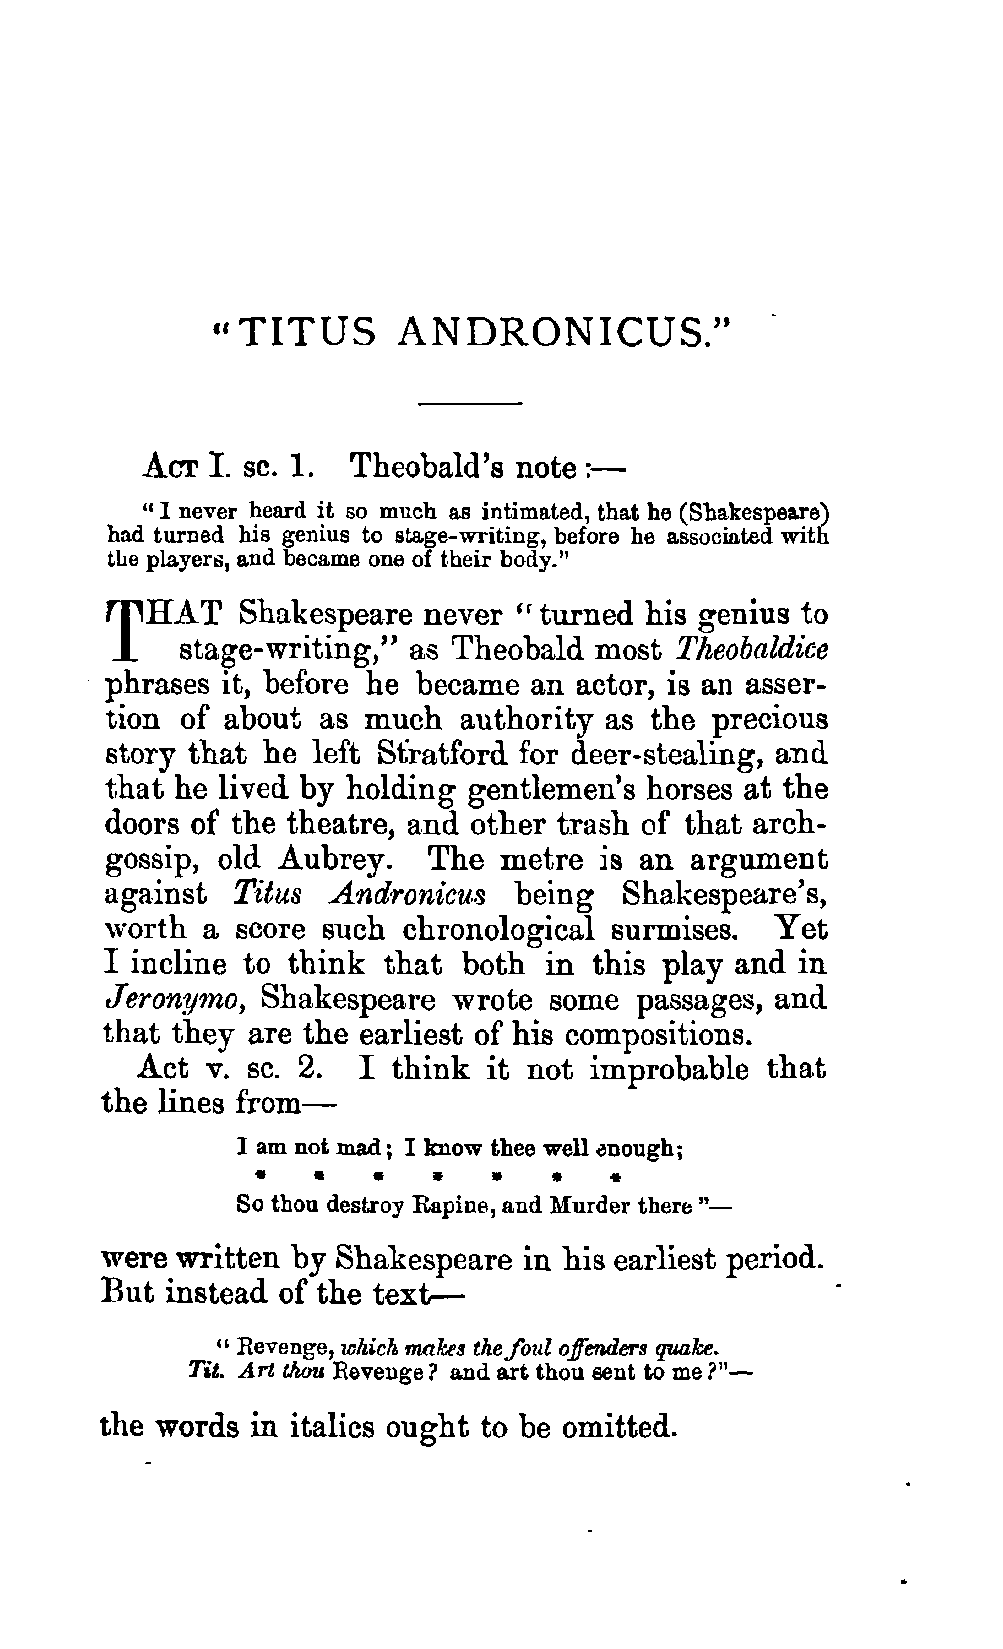 "TITUS ANDRONICUS."
ACT I. sc. 1. Theobald's note:—
"I never heard it so much as intimated, that he (Shakespeare)
had turned his genius to stage-writing, before he associated with
the players, and became one of their body."
THAT Shakespeare never "turned his genius to
stage-writing," as Theobald most Theobaldice
phrases it, before he became an actor, is an asser-
tion of about as much authority as the precious
story that he left Stratford for deer-stealing, and
that he lived by holding gentlemen's horses at the
doors of the theatre, and other trash of that arch-
gossip, old Aubrey. The metre is an argument
against Titus Andronicus being Shakespeare's,
worth a score such chronological surmises. Yet
I incline to think that both in this play and in
Jeronymo, Shakespeare wrote some passages, and
that they are the earliest of his compositions.
Act v. sc. 2. I think it not improbable that
the lines from—
I am not mad; I know thee well enough;
* * * * * * *
So thou destroy Rapine, and Murder there"—
were written by Shakespeare in his earliest period.
But instead of the text—
"Revenge, which makes the foul offenders quake.
Tit. Art thou Revenge? and art thou sent to me?"—
the words in italics ought to be omitted.